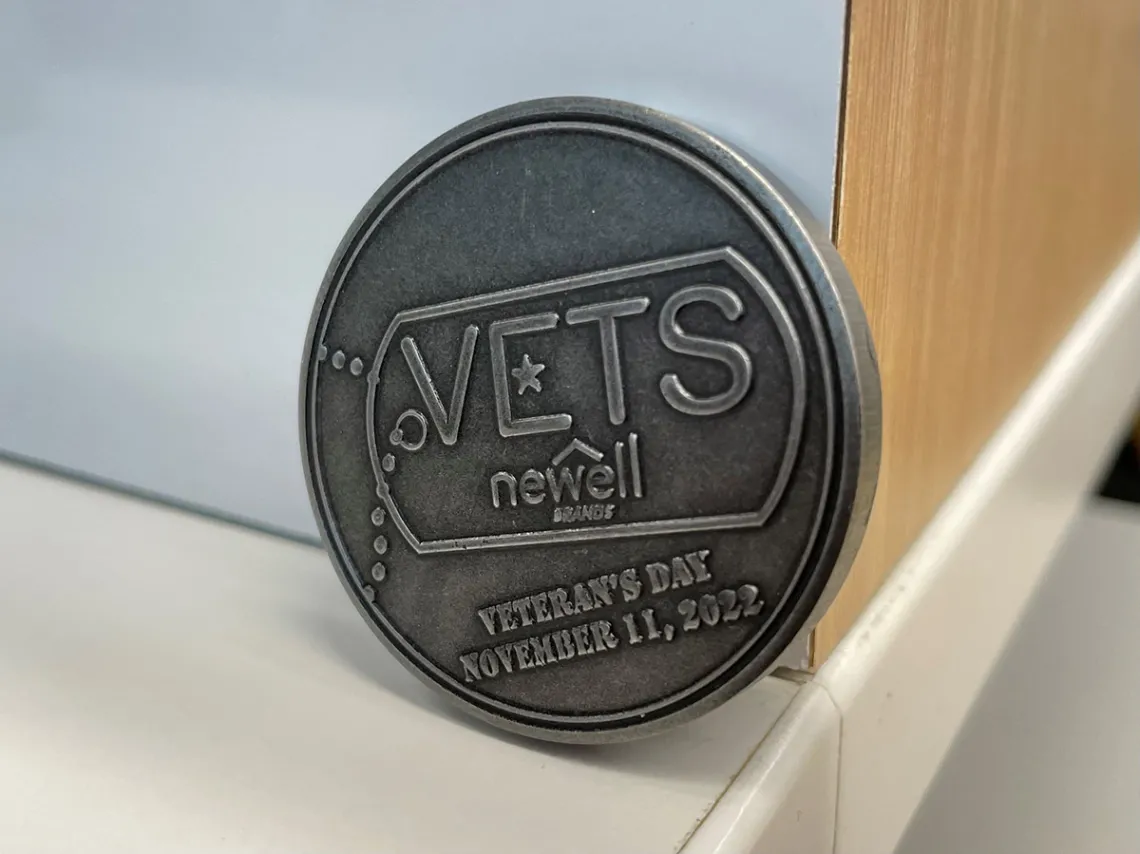 VETS
newell
BRANDS
VETERAN'S DAY
NOVEMBER 11, 2022